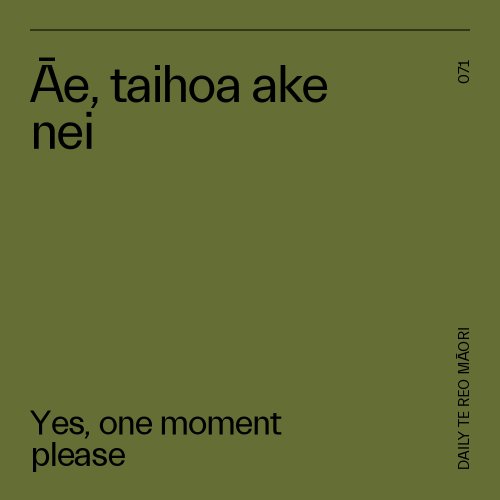 Āe, taihoa ake
nei
071
Yes, one moment
please
DAILY TE REO MĀORI